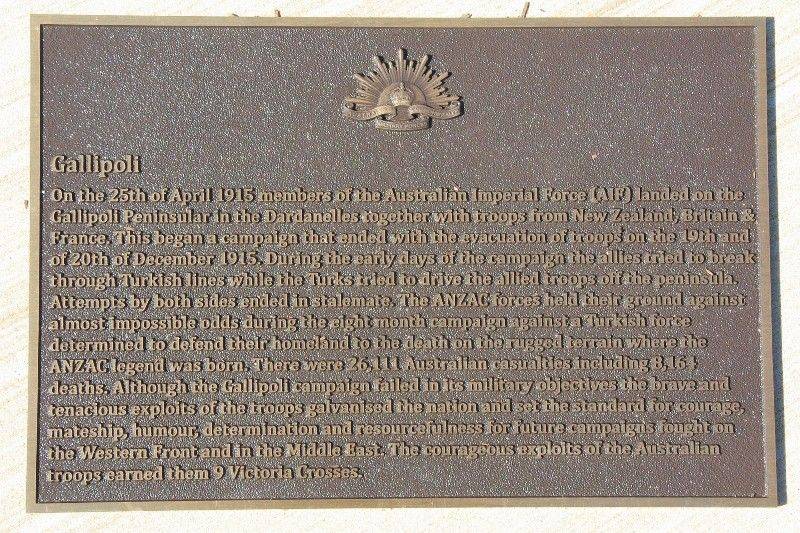 Gallipoli
On the 25th of April 1915 members of the Australian Imperial Force (AIF) landed on the
Gallipoli Peninsular in the Dardanelles together with troops from New Zealand, Britain &
France. This began a campaign that ended with the evacuation of troops on the 19th and
of 20th of December 1915. During the early days of the campaign the allies tried to break
through Turkish lines while the Turks tried to drive the allied troops off the peninsula.
Attempts by both sides ended in stalemate. The ANZAC forces held their ground against
almost impossible odds during the eight month campaign against a Turkish force
determined to defend their homeland to the death on the rugged terrain where the
ANZAC legend was born. There were 26,111 Australian casualties including 8,164
deaths. Although the Gallipoli campaign failed in its military objectives the brave and
tenacious exploits of the troops galvanised the nation and set the standard for courage,
mateship, humour, determination and resourcefulness for future campaigns fought on
the Western Front and in the Middle East. The courageous exploits of the Australian
troops earned them 9 Victoria Crosses.